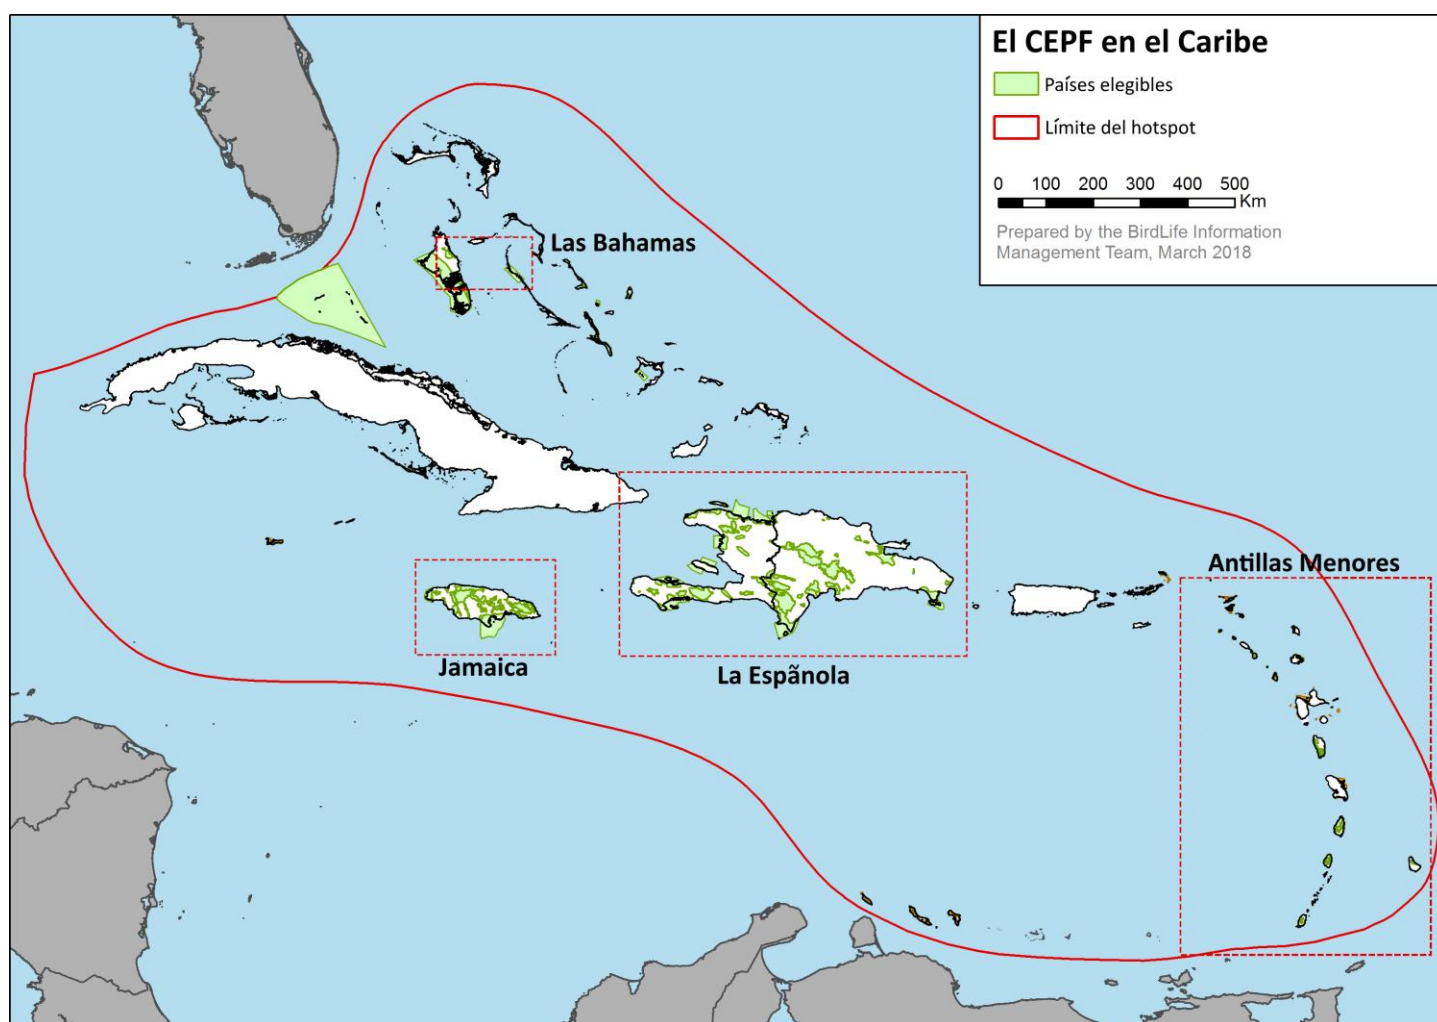 El CEPF en el Caribe
Países elegibles
Límite del hotspot
0 100 200 300 400 500
Km
Prepared by the BirdLife Information
Management Team, March 2018
Las Bahamas
Antillas Menores
Jamaica
La Espãnola